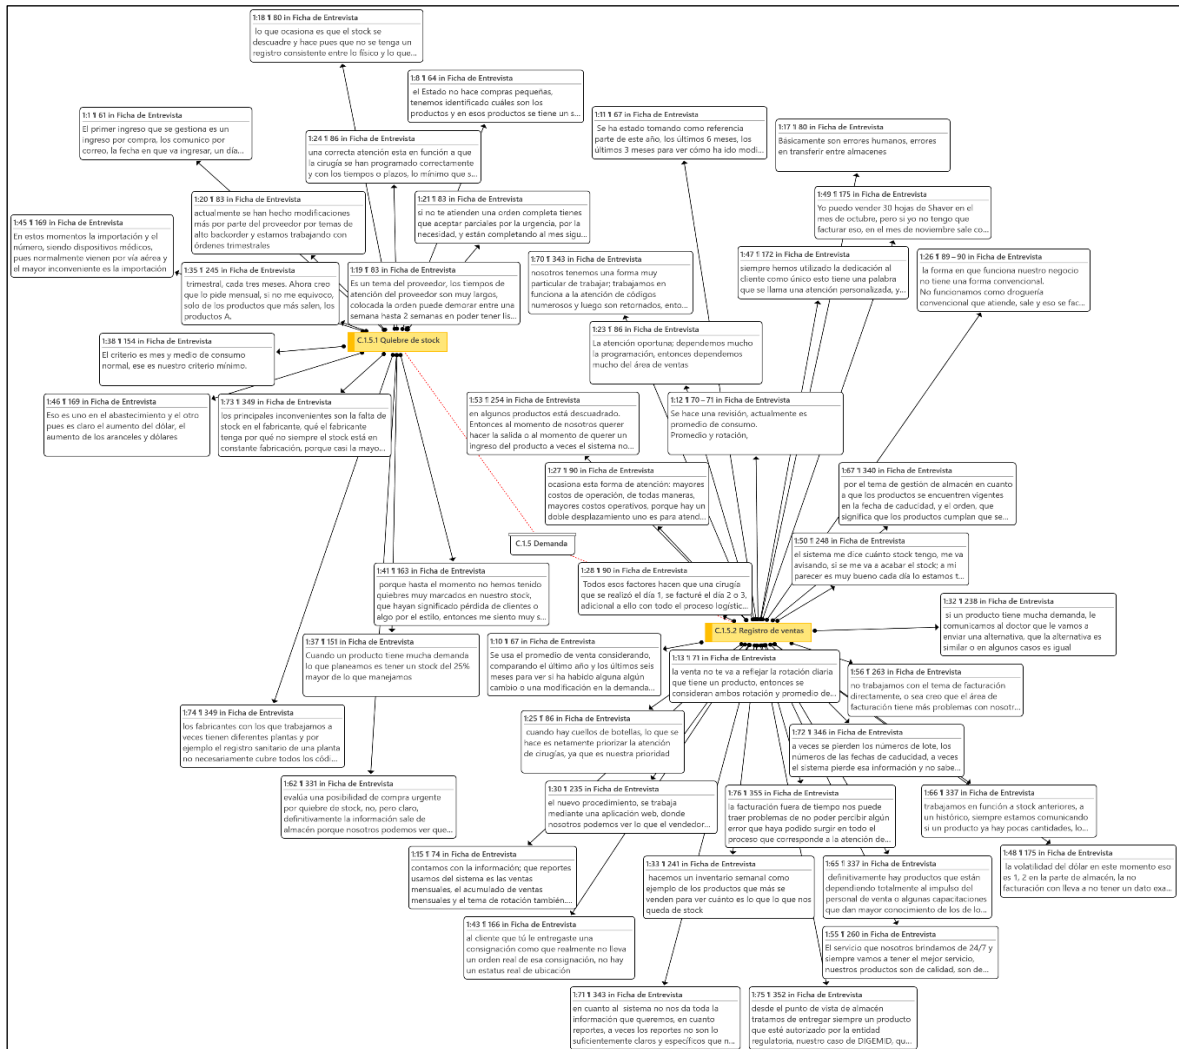 1:18 ¶ 80 in Ficha de Entrevista
lo que ocasiona es que el stock se
descuadre y hace pues que no se tenga un
registro consistente entre lo físico y lo que...
1:8 ¶ 64 in Ficha de Entrevista
el Estado no hace compras pequeñas,
tenemos identificado cuáles son los
productos y en esos productos se tiene un s...
1:1 ¶ 61 in Ficha de Entrevista
El primer ingreso que se gestiona es un
ingreso por compra, los comunico por
correo, la fecha en que va ingresar, un día...
1:24 ¶ 86 in Ficha de Entrevista
una correcta atención esta en función a que
la cirugía se han programado correctamente
y con los tiempos o plazos, lo mínimo que s...
1:11 ¶ 67 in Ficha de Entrevista
Se ha estado tomando como referencia
parte de este año, los últimos 6 meses, los
últimos 3 meses para ver cómo ha ido modi...
1:17 ¶ 80 in Ficha de Entrevista
Básicamente son errores humanos, errores
en transferir entre almacenes
1:20 ¶ 83 in Ficha de Entrevista
actualmente se han hecho modificaciones
más por parte del proveedor por temas de
alto backorder y estamos trabajando con
órdenes trimestrales
1:21 ¶ 83 in Ficha de Entrevista
si no te atienden una orden completa tienes
que aceptar parciales por la urgencia, por la
necesidad, y están completando al mes sigu...
1:49 ¶ 175 in Ficha de Entrevista
Yo puedo vender 30 hojas de Shaver en el
mes de octubre, pero si yo no tengo que
facturar eso, en el mes de noviembre sale co...
1:45 ¶ 169 in Ficha de Entrevista
En estos momentos la importación y el
número, siendo dispositivos médicos,
pues normalmente vienen por vía aérea y
el mayor inconveniente es la importación
1:35 ¶ 245 in Ficha de Entrevista
trimestral, cada tres meses. Ahora creo
que lo pide mensual, si no me equivoco,
solo de los productos que más salen, los
productos A.
1:19 ¶ 83 in Ficha de Entrevista
Es un tema del proveedor, los tiempos de
atención del proveedor son muy largos,
colocada la orden puede demorar entre una
semana hasta 2 semanas en poder tener lis...
1:70 ¶ 343 in Ficha de Entrevista
nosotros tenemos una forma muy
particular de trabajar; trabajamos en
funciona a la atención de códigos
numerosos y luego son retornados, ento...
1:47 ¶ 172 in Ficha de Entrevista
siempre hemos utilizado la dedicación al
cliente como único esto tiene una palabra
que se llama una atención personalizada, y...
1:26 ¶ 89 – 90 in Ficha de Entrevista
la forma en que funciona nuestro negocio
no tiene una forma convencional.
No funcionamos como droguería
convencional que atiende, sale y eso se fac...
1:38 ¶ 154 in Ficha de Entrevista
El criterio es mes y medio de consumo
normal, ese es nuestro criterio mínimo.
C.1.5.1 Quiebre de stock
1:23 ¶ 86 in Ficha de Entrevista
La atención oportuna; dependemos mucho
la programación, entonces dependemos
mucho del área de ventas
1:46 ¶ 169 in Ficha de Entrevista
Eso es uno en el abastecimiento y el otro
pues es claro el aumento del dólar, el
aumento de los aranceles y dólares
1:73 ¶ 349 in Ficha de Entrevista
los principales inconvenientes son la falta de
stock en el fabricante, qué el fabricante
tenga por qué no siempre el stock está en
constante fabricación, porque casi la mayo...
1:53 ¶ 254 in Ficha de Entrevista
en algunos productos está descuadrado.
Entonces al momento de nosotros querer
hacer la salida o al momento de querer un
ingreso del producto a veces el sistema no...
1:12 ¶ 70 – 71 in Ficha de Entrevista
Se hace una revisión, actualmente es
promedio de consumo.
Promedio y rotación,
1:27 ¶ 90 in Ficha de Entrevista
ocasiona esta forma de atención: mayores
costos de operación, de todas maneras,
mayores costos operativos, porque hay un
doble desplazamiento uno es para atend...
1:67 ¶ 340 in Ficha de Entrevista
por el tema de gestión de almacén en cuanto
a que los productos se encuentren vigentes
en la fecha de caducidad, y el orden, que
significa que los productos cumplan que se...
C.1.5 Demanda
1:50 ¶ 248 in Ficha de Entrevista
el sistema me dice cuánto stock tengo, me va
avisando, si se me va a acabar el stock; a mi
parecer es muy bueno cada día lo estamos t...
1:41 ¶ 163 in Ficha de Entrevista
porque hasta el momento no hemos tenido
quiebres muy marcados en nuestro stock,
que hayan significado pérdida de clientes o
algo por el estilo, entonces me siento muy s...
1:28 ¶ 90 in Ficha de Entrevista
Todos esos factores hacen que una cirugía
que se realizó el día 1, se facturé el día 2 o 3,
adicional a ello con todo el proceso logístic...
1:32 ¶ 238 in Ficha de Entrevista
si un producto tiene mucha demanda, le
comunicamos al doctor que le vamos a
enviar una alternativa, que la alternativa es
similar o en algunos casos es igual
C.1.5.2 Registro de ventas
1:37 ¶ 151 in Ficha de Entrevista
Cuando un producto tiene mucha demanda
lo que planeamos es tener un stock del 25%
mayor de lo que manejamos
1:10 ¶ 67 in Ficha de Entrevista
Se usa el promedio de venta considerando,
comparando el último año y los últimos seis
meses para ver si ha habido alguna algún
cambio o una modificación en la demanda...
1:13 ¶ 71 in Ficha de Entrevista
la venta no te va a reflejar la rotación diaria
que tiene un producto, entonces se
consideran ambos rotación y promedio de...
1:56 ¶ 263 in Ficha de Entrevista
no trabajamos con el tema de facturación
directamente, o sea creo que el área de
facturación tiene más problemas con nosotr...
1:74 ¶ 349 in Ficha de Entrevista
los fabricantes con los que trabajamos a
veces tienen diferentes plantas y por
ejemplo el registro sanitario de una planta
no necesariamente cubre todos los códi...
1:25 ¶ 86 in Ficha de Entrevista
cuando hay cuellos de botellas, lo que se
hace es netamente priorizar la atención
de cirugías, ya que es nuestra prioridad
1:72 ¶ 346 in Ficha de Entrevista
a veces se pierden los números de lote, los
números de las fechas de caducidad, a veces
el sistema pierde esa información y no sabe...
1:62 ¶ 331 in Ficha de Entrevista
evalúa una posibilidad de compra urgente
por quiebre de stock, no, pero claro,
definitivamente la información sale de
almacén porque nosotros podemos ver que...
1:30 ¶ 235 in Ficha de Entrevista
el nuevo procedimiento, se trabaja
mediante una aplicación web, donde
nosotros podemos ver lo que el vendedor...
1:76 ¶ 355 in Ficha de Entrevista
la facturación fuera de tiempo nos puede
traer problemas de no poder percibir algún
error que haya podido surgir en todo el
proceso que corresponde a la atención de...
1:66 ¶ 337 in Ficha de Entrevista
trabajamos en función a stock anteriores, a
un histórico, siempre estamos comunicando
si un producto ya hay pocas cantidades, lo...
1:15 ¶ 74 in Ficha de Entrevista
contamos con la información; que reportes
usamos del sistema es las ventas
mensuales, el acumulado de ventas
mensuales y el tema de rotación también....
1:33 ¶ 241 in Ficha de Entrevista
hacemos un inventario semanal como
ejemplo de los productos que más se
venden para ver cuánto es lo que lo que nos
queda de stock
1:65 ¶ 337 in Ficha de Entrevista
definitivamente hay productos que están
dependiendo totalmente al impulso del
personal de venta o algunas capacitaciones
que dan mayor conocimiento de los de lo...
1:48 ¶ 175 in Ficha de Entrevista
la volatilidad del dólar en este momento eso
es 1, 2 en la parte de almacén, la no
facturación con lleva a no tener un dato exa...
1:43 ¶ 166 in Ficha de Entrevista
al cliente que tú le entregaste una
consignación como que realmente no lleva
un orden real de esa consignación, no hay
un estatus real de ubicación
1:55 ¶ 260 in Ficha de Entrevista
El servicio que nosotros brindamos de 24/7 y
siempre vamos a tener el mejor servicio,
nuestros productos son de calidad, son de...
1:71 ¶ 343 in Ficha de Entrevista
en cuanto al sistema no nos da toda la
información que queremos, en cuanto
reportes, a veces los reportes no son lo
suficientemente claros y específicos que n...
1:75 ¶ 352 in Ficha de Entrevista
desde el punto de vista de almacén
tratamos de entregar siempre un producto
que esté autorizado por la entidad
regulatoria, nuestro caso de DIGEMID, qu...